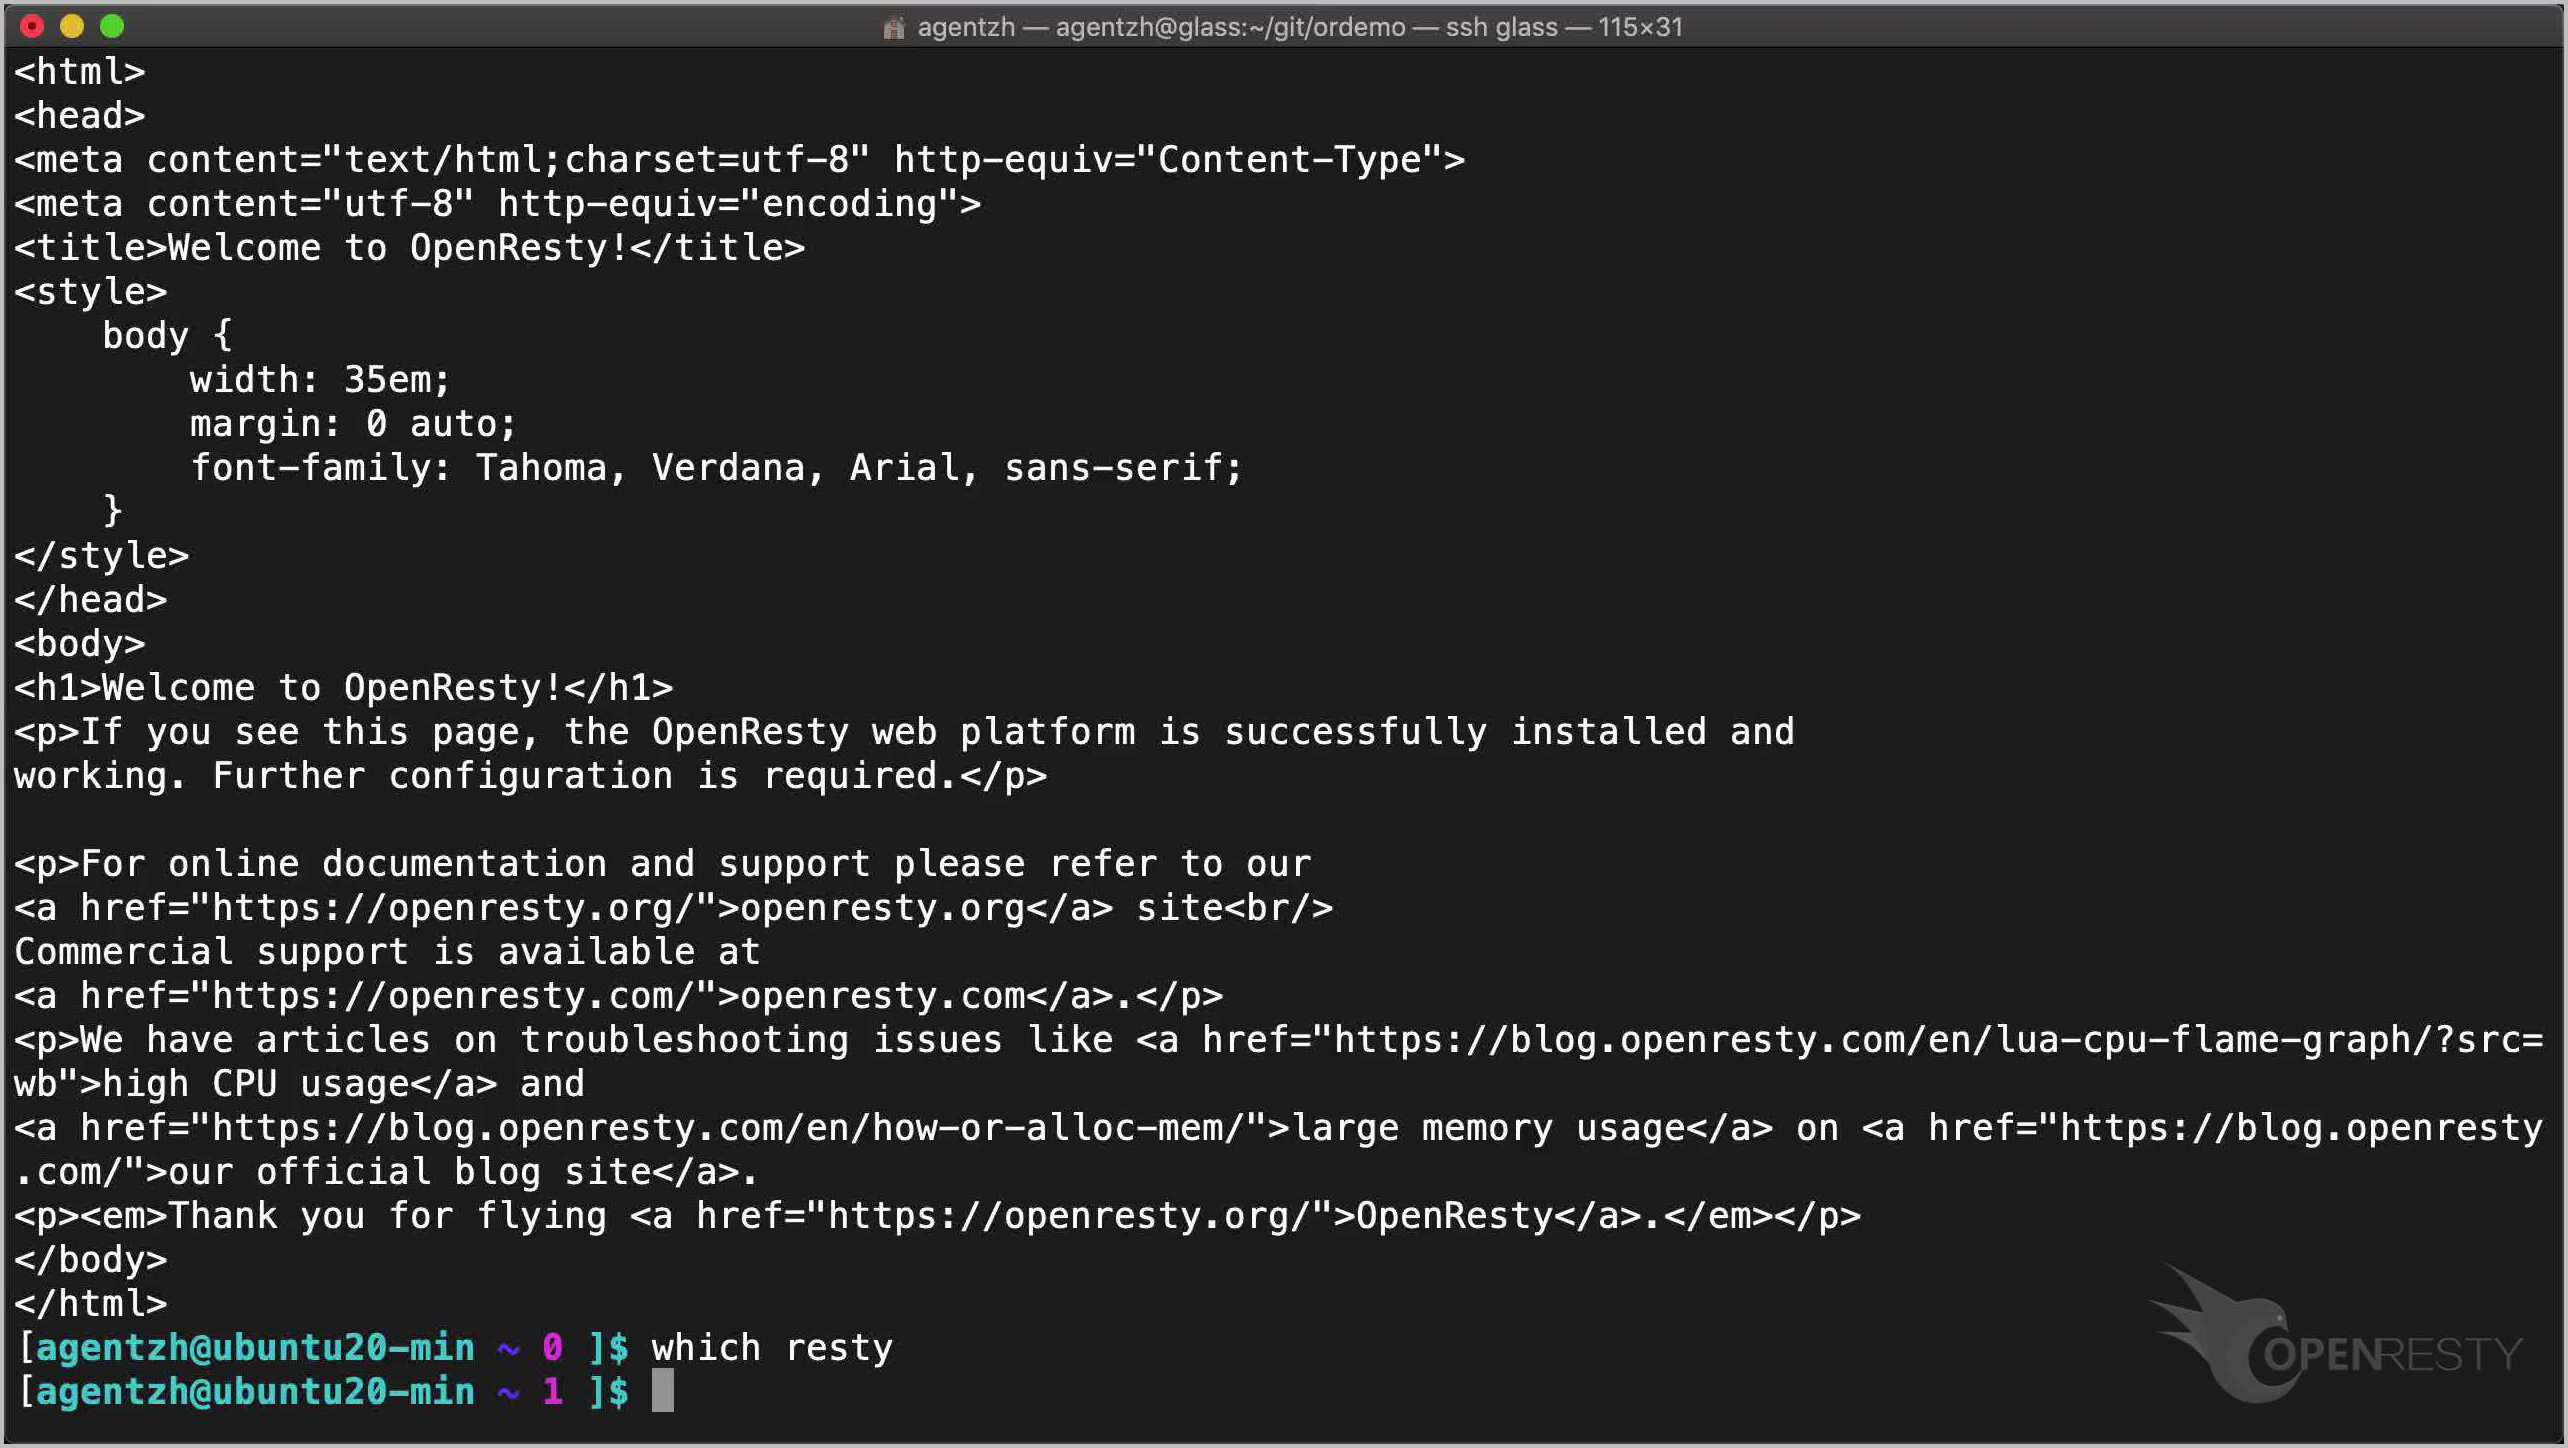 agentzh — agentzh@glass:~/git/ordemo — ssh glass — 115×31
<html>
<head>
<meta content="text/html;charset=utf-8" http-equiv="Content-Type">
<meta content="utf-8" http-equiv="encoding">
<title>Welcome to OpenResty!</title>
<style>
    body {
        width: 35em;
        margin: 0 auto;
        font-family: Tahoma, Verdana, Arial, sans-serif;
    }
</style>
</head>
<body>
<h1>Welcome to OpenResty!</h1>
<p>If you see this page, the OpenResty web platform is successfully installed and
working. Further configuration is required.</p>

<p>For online documentation and support please refer to our
<a href="https://openresty.org/">openresty.org</a> site<br/>
Commercial support is available at
<a href="https://openresty.com/">openresty.com</a>.</p>
<p>We have articles on troubleshooting issues like <a href="https://blog.openresty.com/en/lua-cpu-flame-graph/?src=
wb">high CPU usage</a> and
<a href="https://blog.openresty.com/en/how-or-alloc-mem/">large memory usage</a> on <a href="https://blog.openresty
.com/">our official blog site</a>.
<p><em>Thank you for flying <a href="https://openresty.org/">OpenResty</a>.</em></p>
</body>
</html>
[agentzh@ubuntu20-min ~ 0 ]$ which resty
[agentzh@ubuntu20-min ~ 1 ]$
OPENRESTY